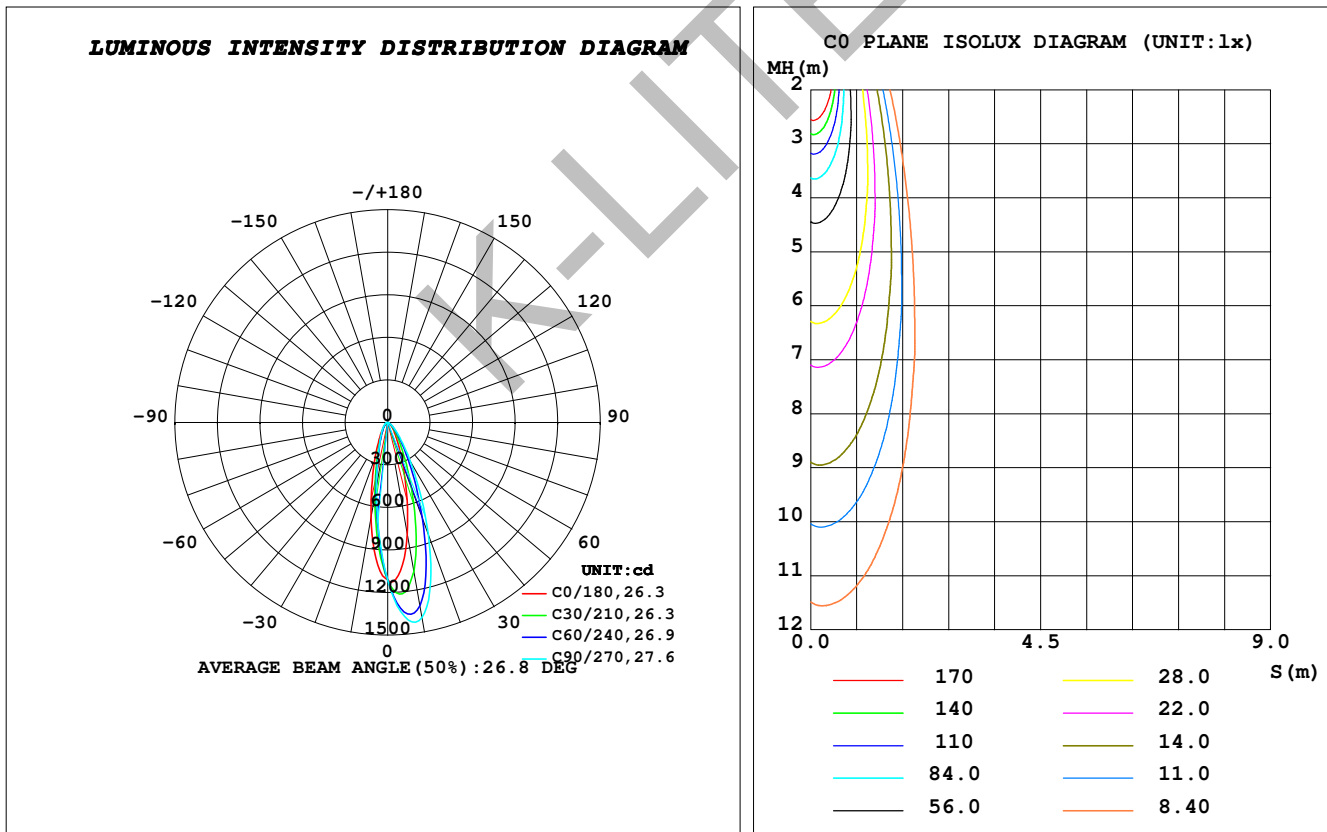 LUMINOUS INTENSITY DISTRIBUTION DIAGRAM
-/+180
-150 150
-120 120
-90 90
-60 60
-30 30
0
0
300
600
900
1200
1500
UNIT:cd
C0/180,26.3
C30/210,26.3
C60/240,26.9
C90/270,27.6
AVERAGE BEAM ANGLE(50%):26.8 DEG
K-LITE
C0 PLANE ISOLUX DIAGRAM (UNIT:lx)
MH(m)
2
3
4
5
6
7
8
9
10
11
12
0.0 4.5 9.0
S(m)
170 28.0
140 22.0
110 14.0
84.0 11.0
56.0 8.40